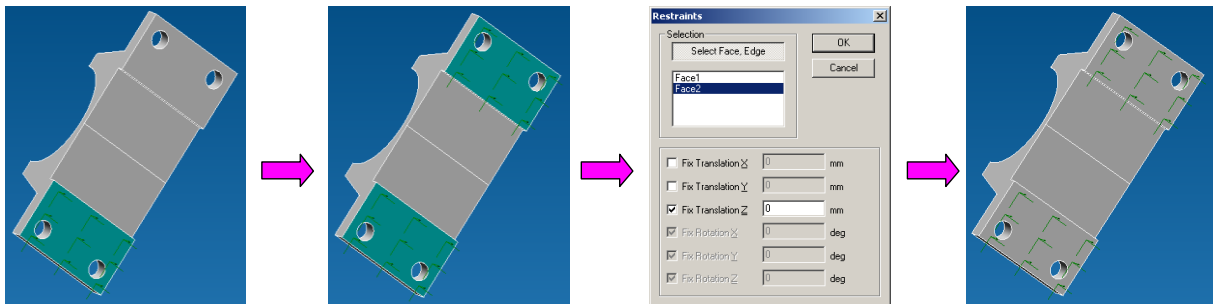 Restraints
Selection
Select Face, Edge
Face1
Face2
OK
Cancel
Fix Translation X 0 mm
Fix Translation Y 0 mm
Fix Translation Z 0 mm
Fix Rotation X 0 deg
Fix Rotation Y 0 deg
Fix Rotation Z 0 deg